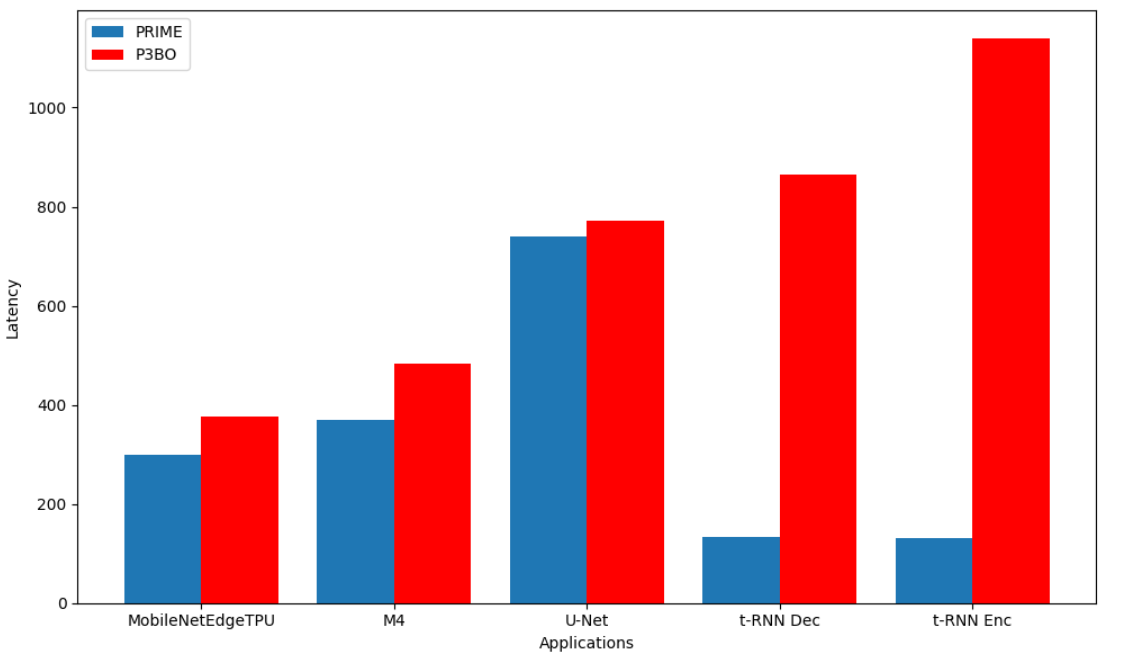 PRIME
P3BO
1000
800
600
400
200
0
Latency
MobileNetEdgeTPU M4 U-Net t-RNN Dec t-RNN Enc
Applications